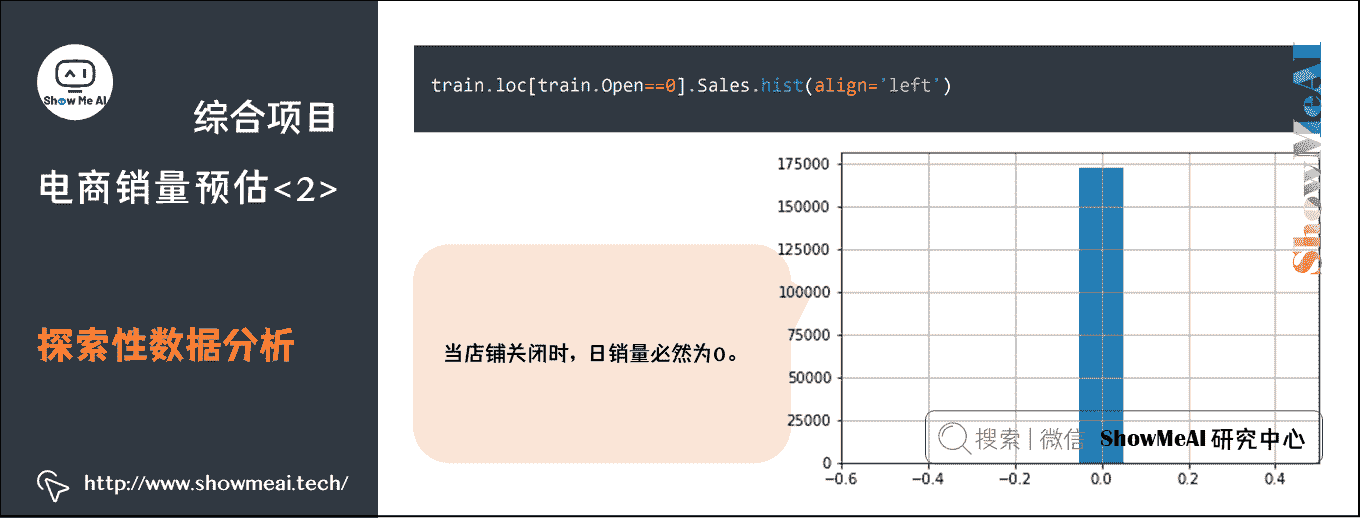 Show Me AI
综合项目
电商销量预估<2>
探索性数据分析
http://www.showmeai.tech/
train.loc[train.Open==0].Sales.hist(align='left')
当店铺关闭时，日销量必然为0。
175000
150000
125000
100000
75000
50000
25000
0
−0.6 −0.4 −0.2 0.0 0.2 0.4
ShowMeAI
搜索 | 微信 ShowMeAI 研究中心